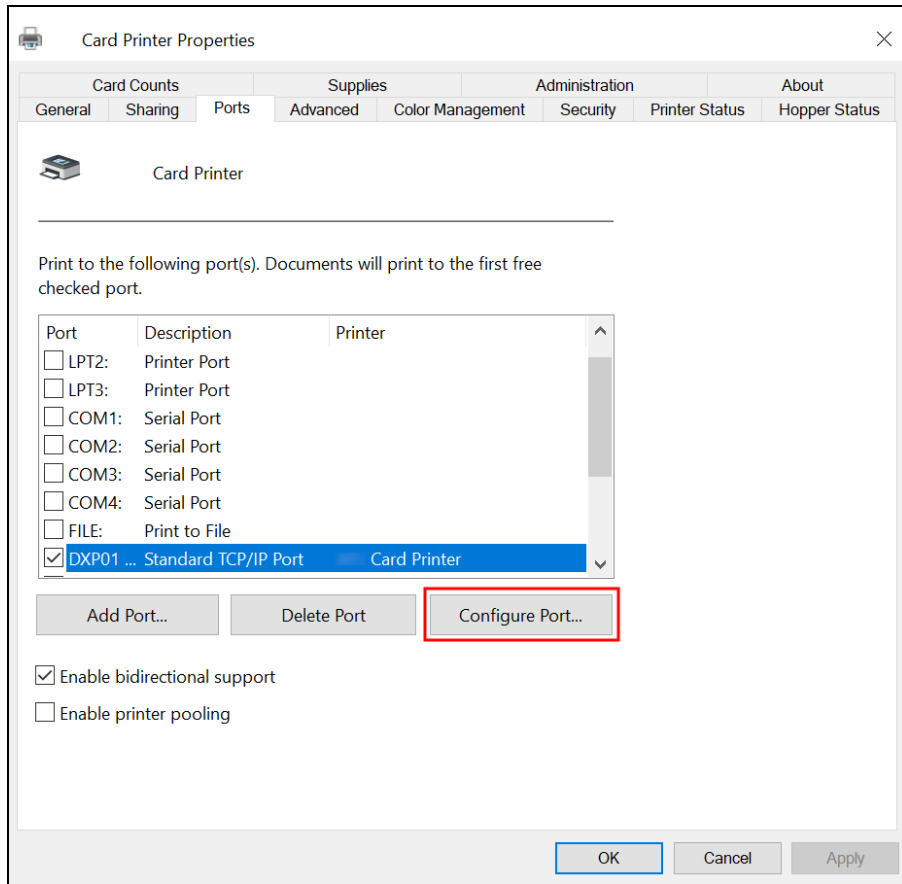 Card Printer Properties
Card Counts Supplies Administration About
General Sharing Ports Advanced Color Management Security Printer Status Hopper Status
Card Printer
Print to the following port(s). Documents will print to the first free
checked port.
Port Description Printer
LPT2: Printer Port
LPT3: Printer Port
COM1: Serial Port
COM2: Serial Port
COM3: Serial Port
COM4: Serial Port
FILE: Print to File
DXP01 ... Standard TCP/IP Port Card Printer
Add Port... Delete Port Configure Port...
Enable bidirectional support
Enable printer pooling
OK Cancel Apply